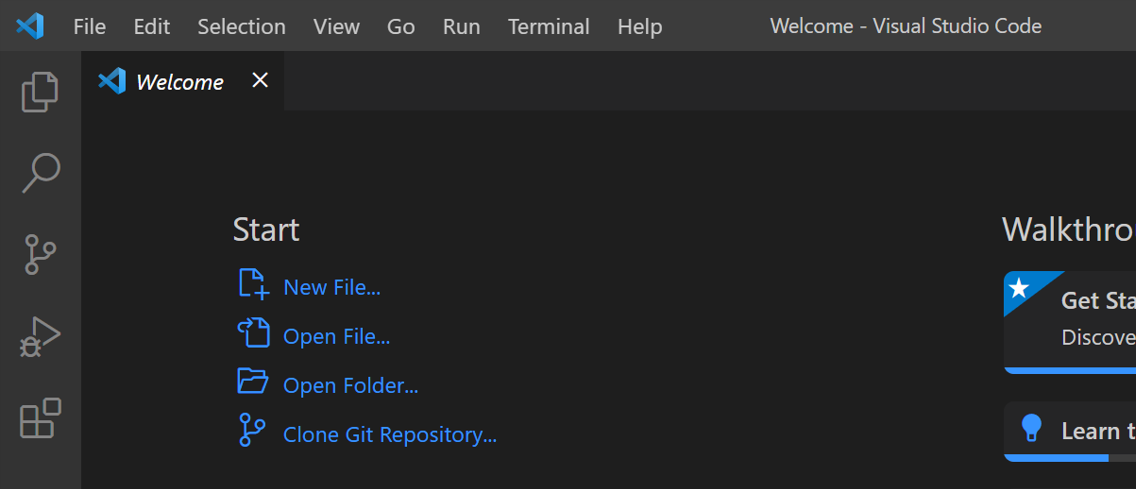 File Edit Selection View Go Run Terminal Help Welcome - Visual Studio Code
Welcome
Start
New File...
Open File...
Open Folder...
Clone Git Repository...
Walkthro
Get Sta
Discove
Learn t